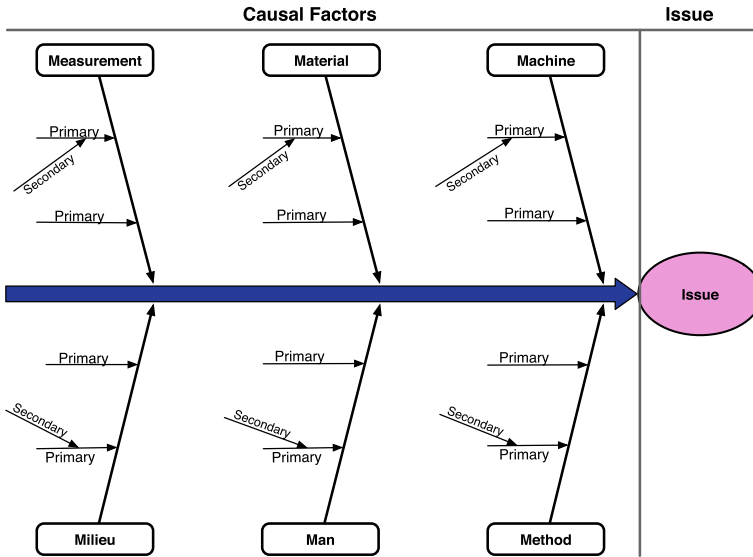 Causal Factors
Issue
Measurement
Material
Machine
Primary
Primary
Primary
Secondary
Secondary
Secondary
Primary
Primary
Primary
Issue
Primary
Primary
Primary
Secondary
Secondary
Secondary
Primary
Primary
Primary
Milieu
Man
Method